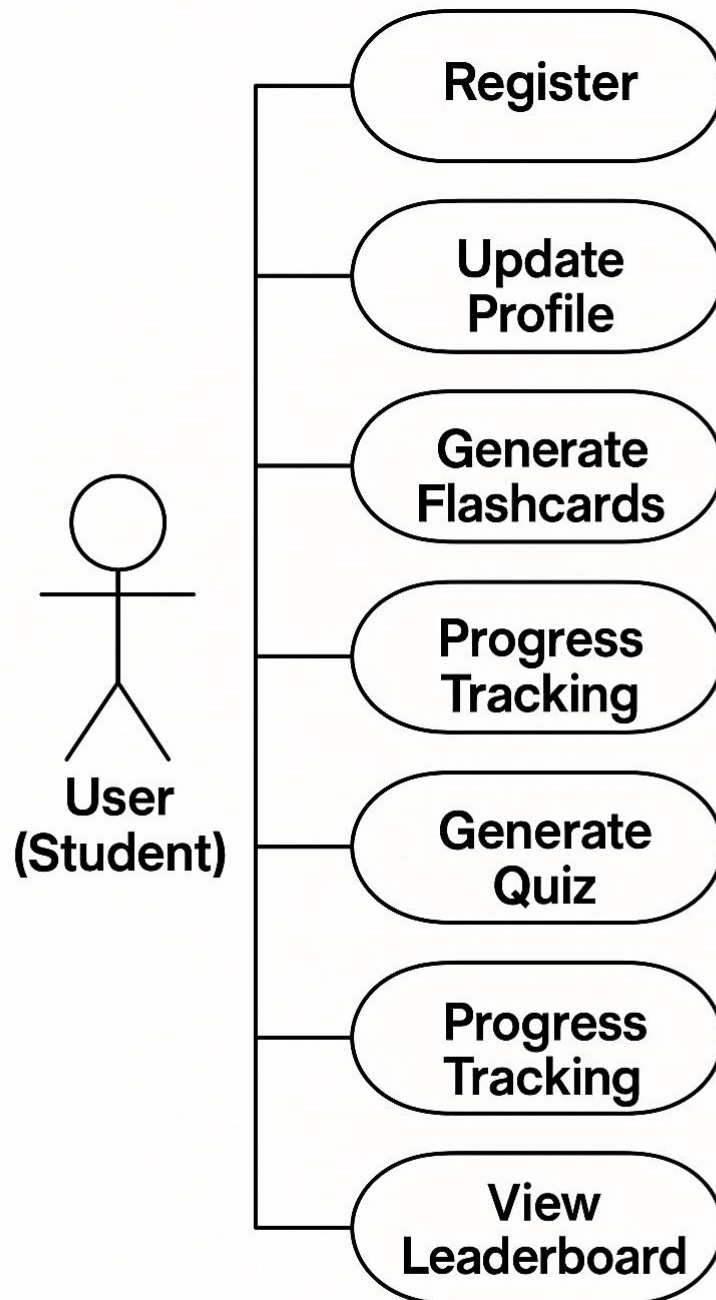 Register
Update
Profile
Generate
Flashcards
Progress
Tracking
User
(Student)
Generate
Quiz
Progress
Tracking
View
Leaderboard